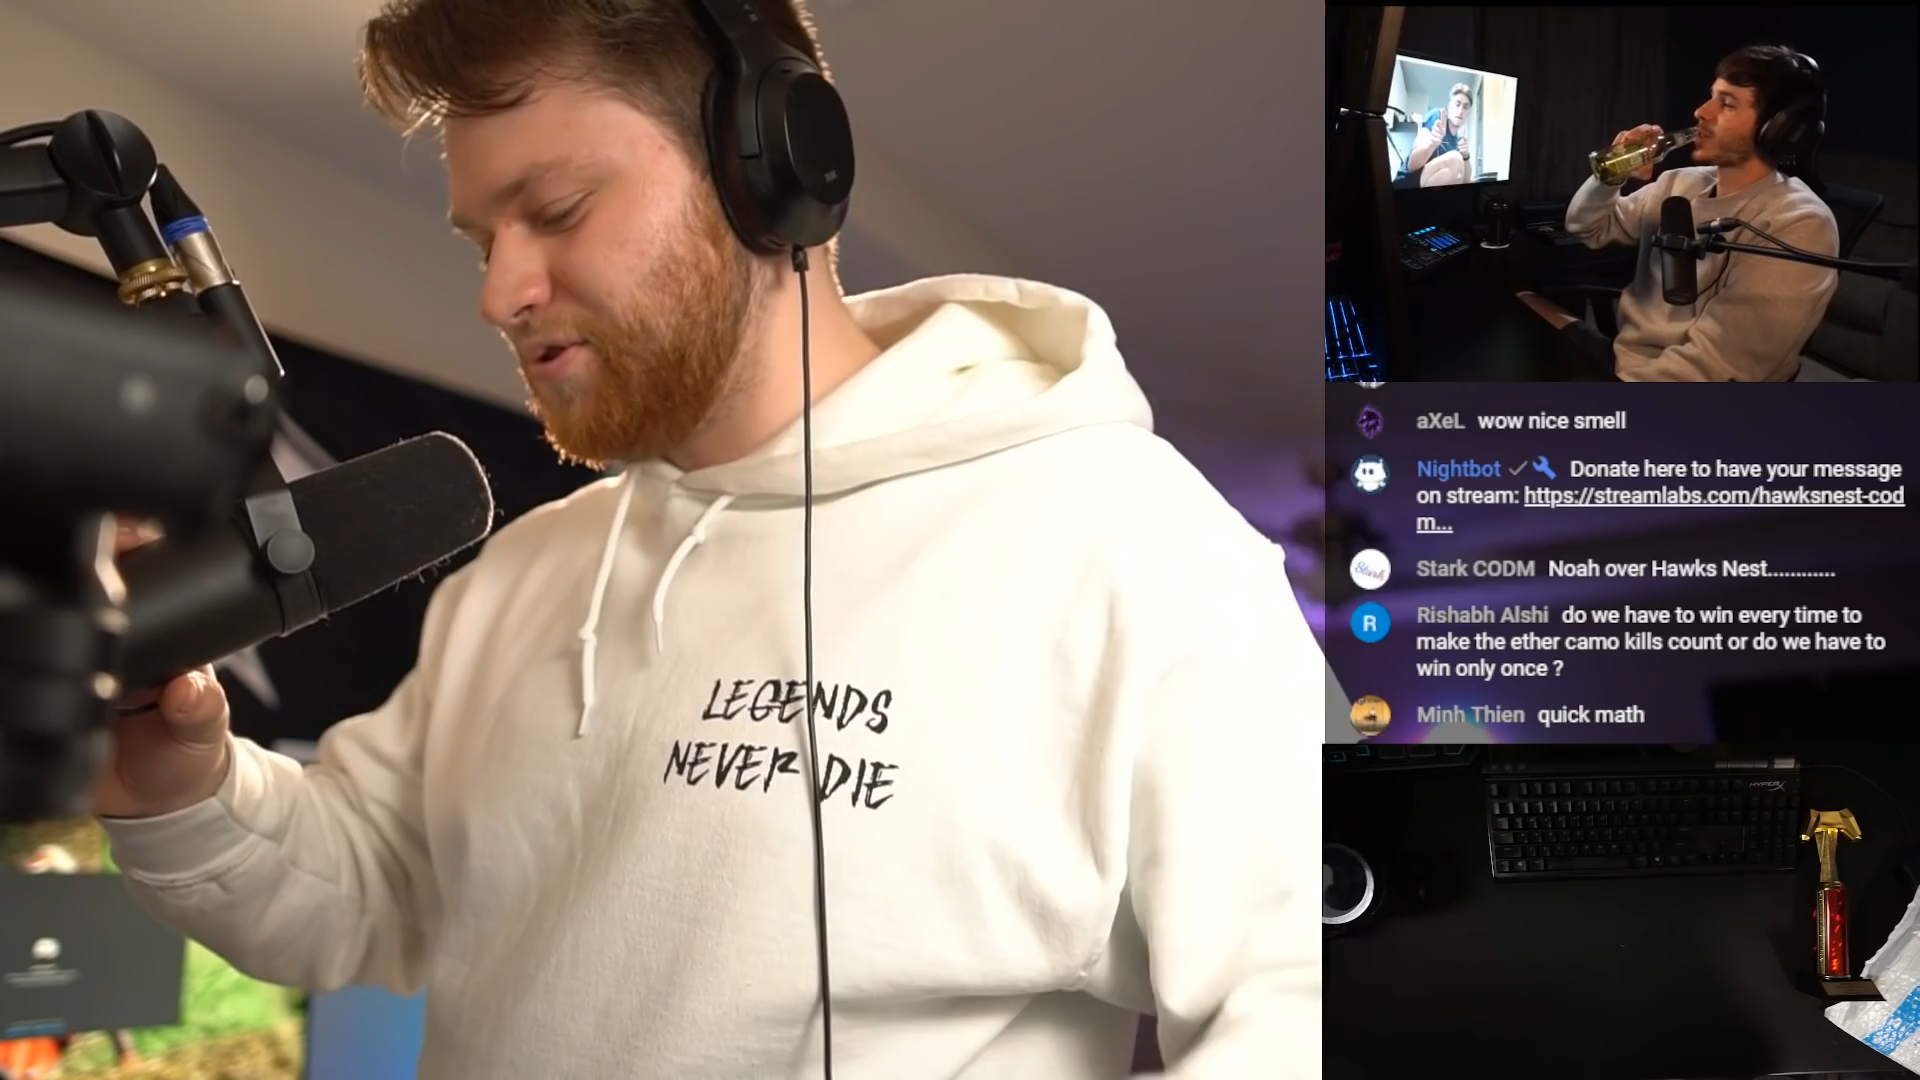 LEGENDS
NEVER DIE
aXeL wow nice smell
Nightbot Donate here to have your message
on stream: https://streamlabs.com/hawksnest-cod
m...
Stark CODM Noah over Hawks Nest............
R Rishabh Alshi do we have to win every time to
make the ether camo kills count or do we have to
win only once ?
Minh Thien quick math
HYPERX